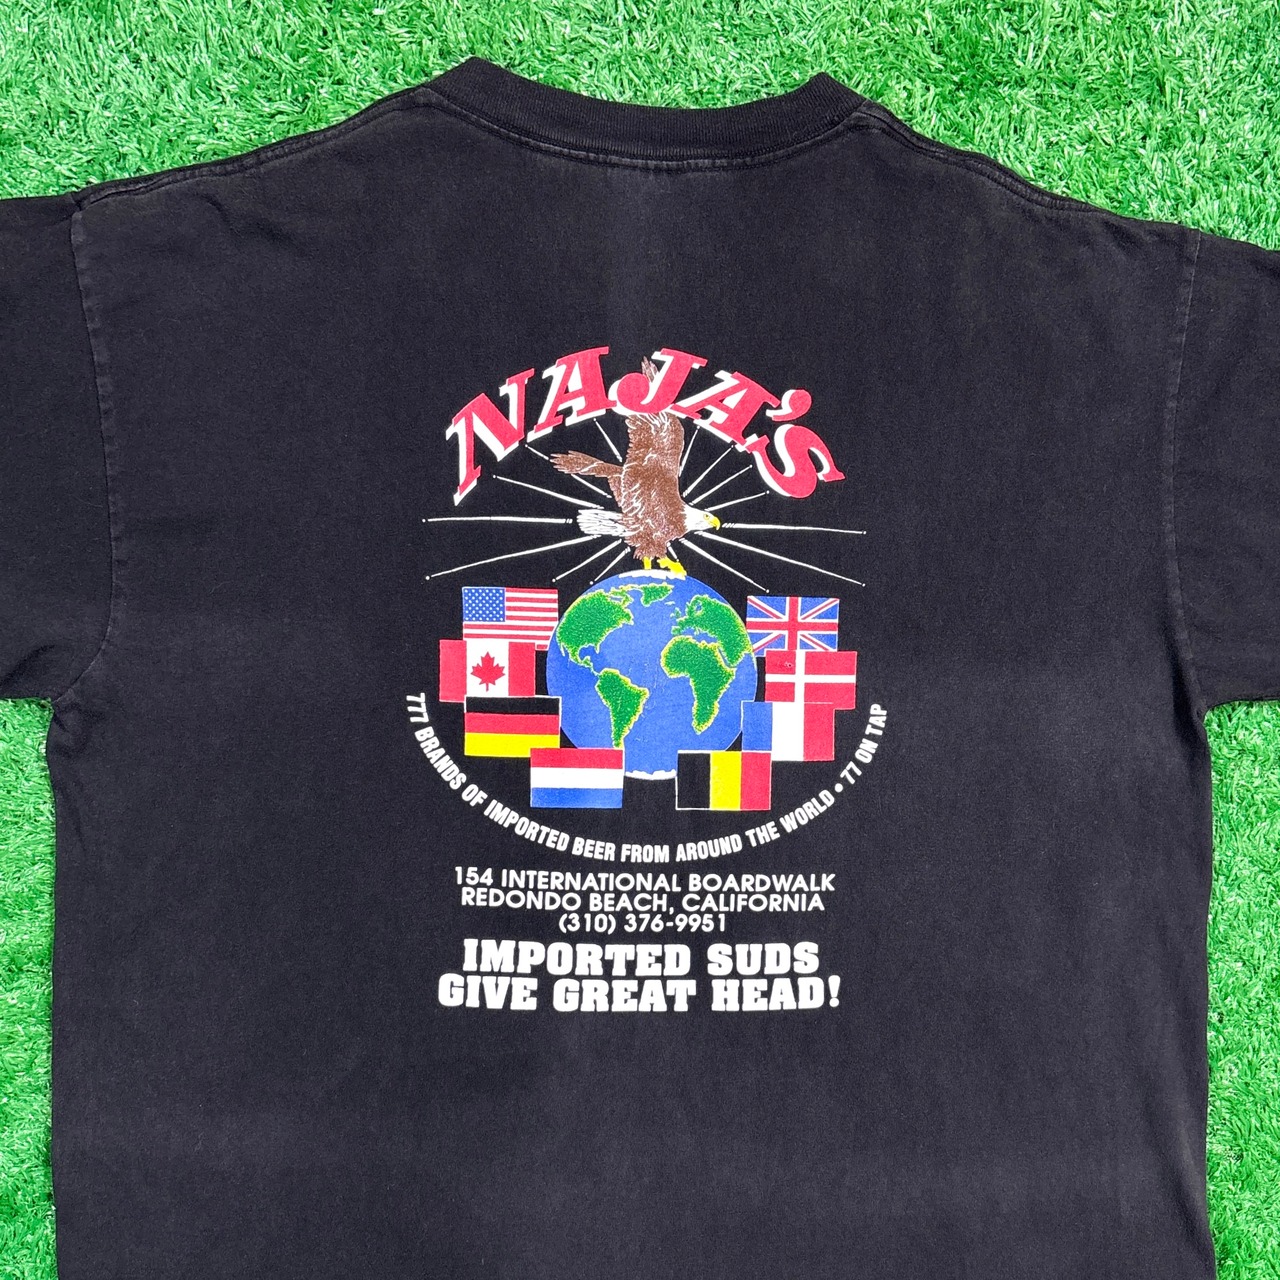 NAJA'S
777 BRANDS OF IMPORTED BEER FROM AROUND THE WORLD • 77 ON TAP
154 INTERNATIONAL BOARDWALK
REDONDO BEACH, CALIFORNIA
(310) 376-9951
IMPORTED SUDS
GIVE GREAT HEAD!